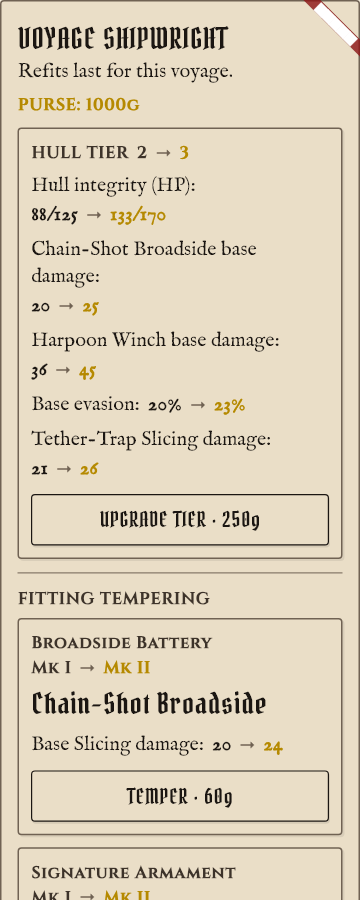 VOYAGE SHIPWRIGHT
Refits last for this voyage.
PURSE: 1000G
HULL TIER 2 → 3
Hull integrity (HP):
88/125 → 133/170
Chain-Shot Broadside base
damage:
20 → 25
Harpoon Winch base damage:
36 → 45
Base evasion: 20% → 23%
Tether-Trap Slicing damage:
21 → 26
UPGRADE TIER · 250g
FITTING TEMPERING
BROADSIDE BATTERY
MK I → MK II
Chain-Shot Broadside
Base Slicing damage: 20 → 24
TEMPER · 60g
SIGNATURE ARMAMENT
MK I → MK II